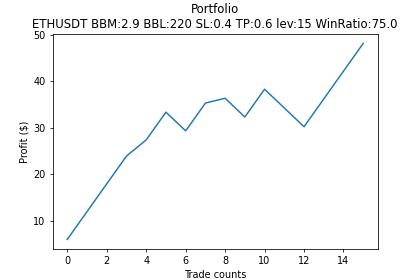 Portfolio
ETHUSDT BBM:2.9 BBL:220 SL:0.4 TP:0.6 lev:15 WinRatio:75.0
50
40
30
20
10
Profit ($)
0 2 4 6 8 10 12 14
Trade counts